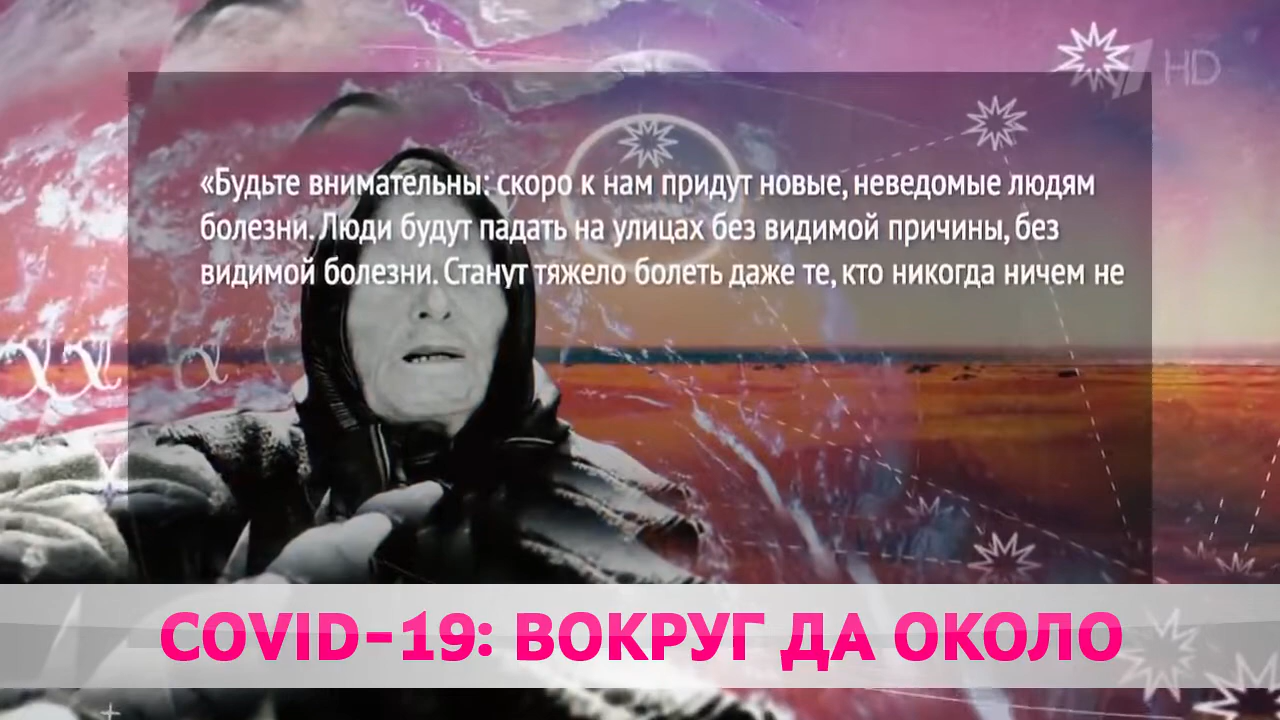 HD
«Будьте внимательны: скоро к нам придут новые, неведомые людям
болезни. Люди будут падать на улицах без видимой причины, без
видимой болезни. Станут тяжело болеть даже те, кто никогда ничем не
COVID-19: ВОКРУГ ДА ОКОЛО